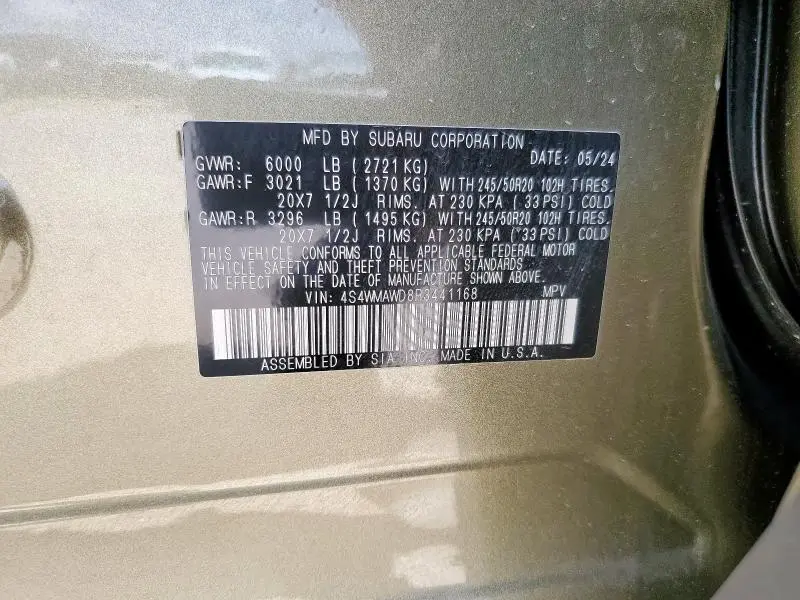 MFD BY SUBARU CORPORATION
GVWR: 6000 LB (2721 KG) DATE: 05/24
GAWR:F 3021 LB (1370 KG) WITH 245/50R20 102H TIRES.
20X7 1/2J RIMS. AT 230 KPA ( 33 PSI) COLD
GAWR:R 3296 LB (1495 KG) WITH 245/50R20 102H TIRES.
20X7 1/2J RIMS. AT 230 KPA ( 33 PSI) COLD
THIS VEHICLE CONFORMS TO ALL APPLICABLE FEDERAL MOTOR
VEHICLE SAFETY AND THEFT PREVENTION STANDARDS
IN EFFECT ON THE DATE OF MANUFACTURE SHOWN ABOVE.
VIN: 4S4WMAWD8R3441168 MPV
ASSEMBLED BY SIA,INC. MADE IN U.S.A.